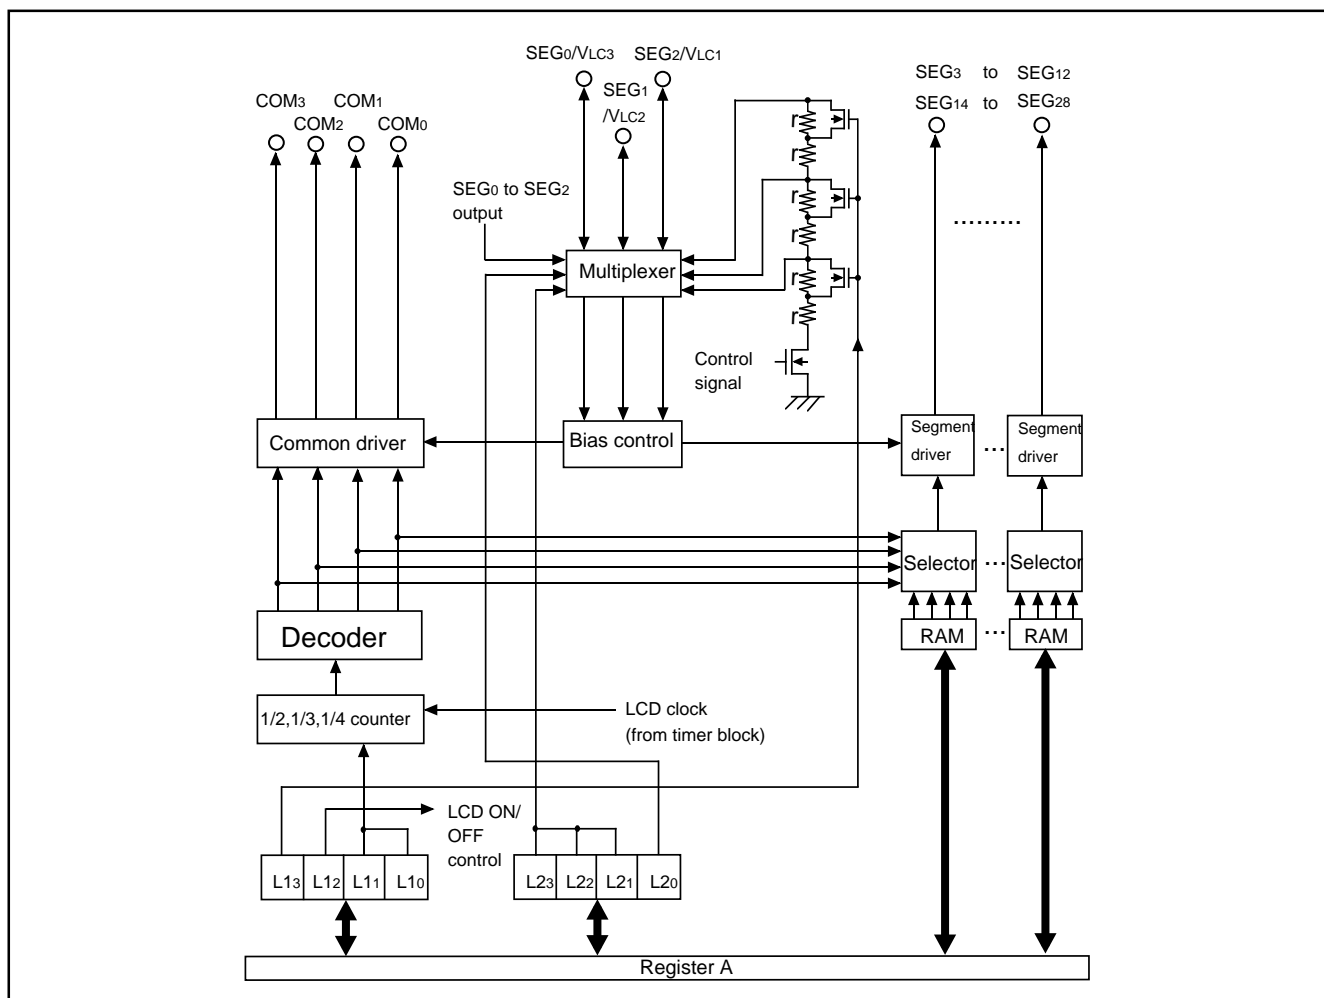 SEG0/VLC3 SEG2/VLC1
SEG1
/VLC2
SEG3 to SEG12
SEG14 to SEG28
COM3 COM1
COM2 COM0
r
r
r
r
r
r
SEG0 to SEG2
output
Multiplexer
Control
signal
Common driver
Bias control
Segment
driver
...
Segment
driver
.........
Selector ... Selector
RAM ... RAM
Decoder
1/2,1/3,1/4 counter
LCD clock
(from timer block)
LCD ON/
OFF
control
L13 L12 L11 L10
L23 L22 L21 L20
Register A